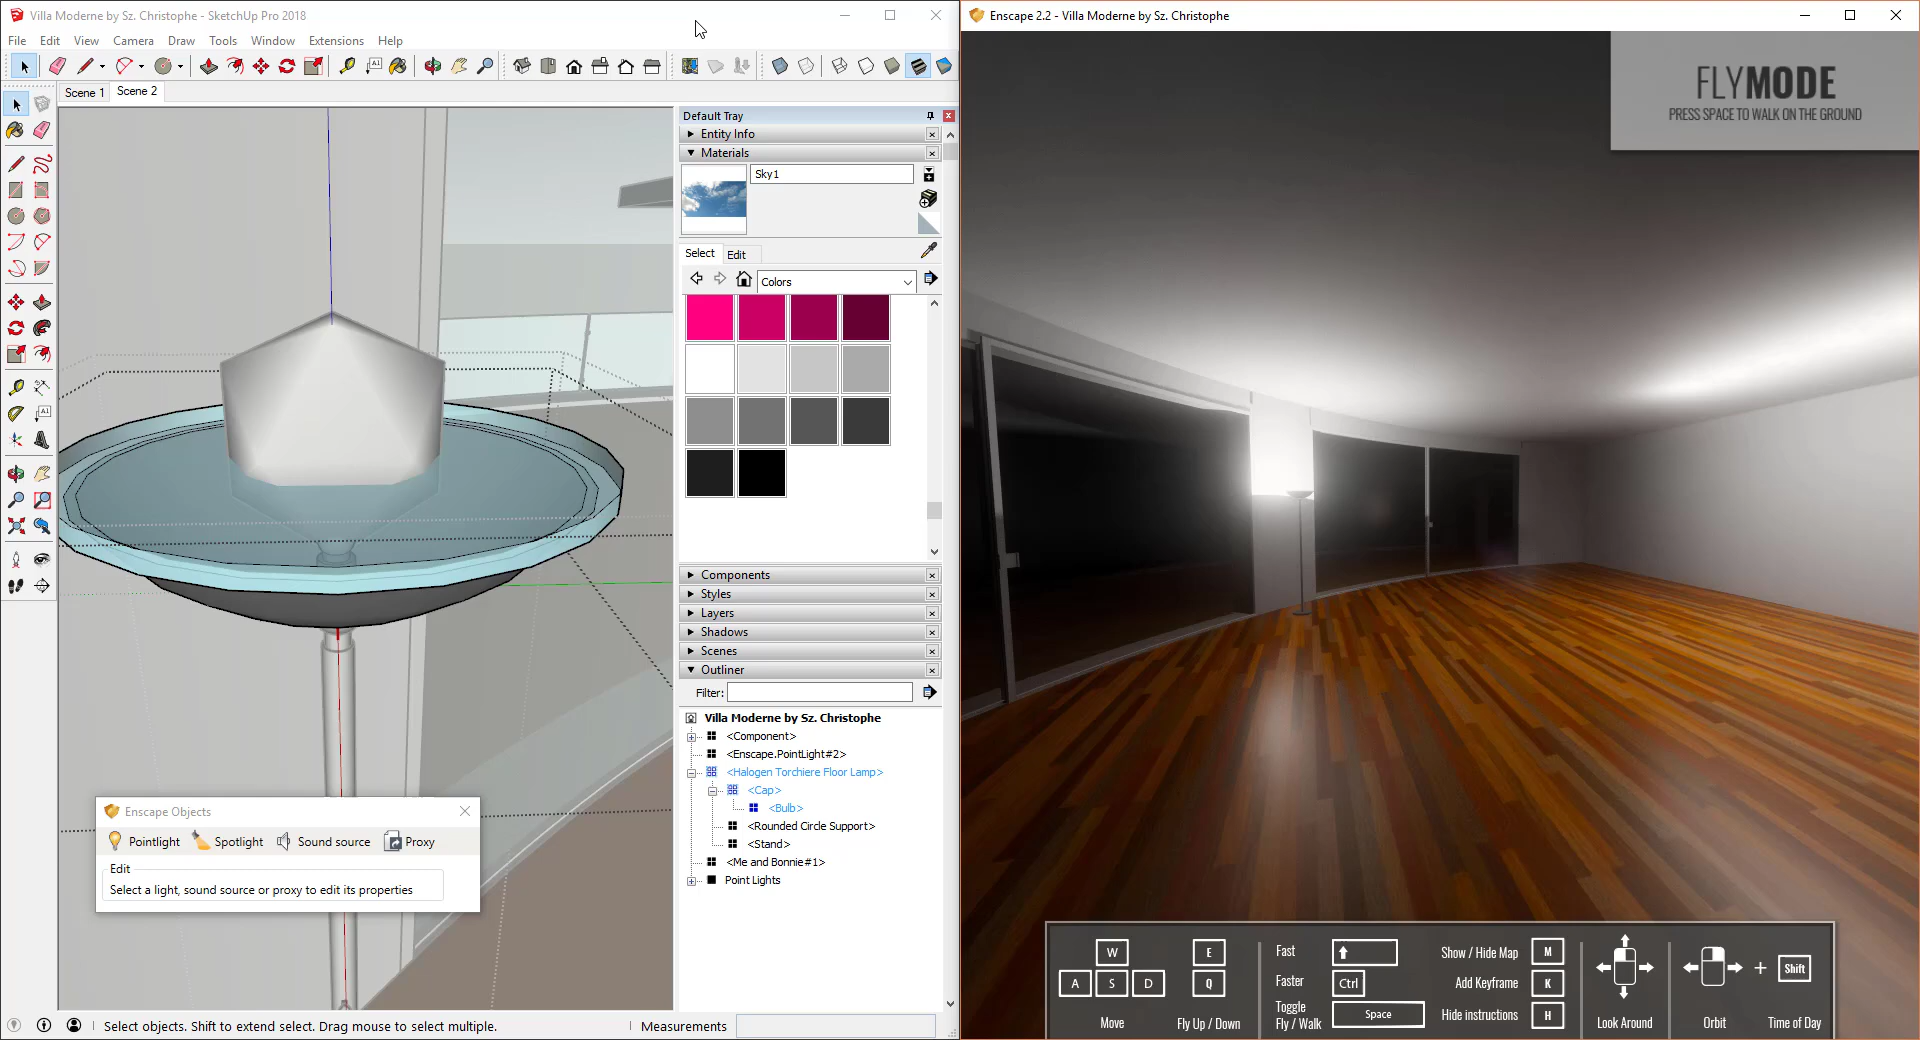 Villa Moderne by Sz. Christophe - SketchUp Pro 2018
File Edit View Camera Draw Tools Window Extensions Help
Scene 1 Scene 2
Default Tray
Entity Info
Materials
Sky1
Select Edit
Colors
Components
Styles
Layers
Shadows
Scenes
Outliner
Filter:
Villa Moderne by Sz. Christophe
<Component>
<Enscape.PointLight#2>
<Halogen Torchiere Floor Lamp>
<Cap>
<Bulb>
<Rounded Circle Support>
<Stand>
<Me and Bonnie#1>
Point Lights
Enscape Objects
Pointlight Spotlight Sound source Proxy
Edit
Select a light, sound source or proxy to edit its properties
Select objects. Shift to extend select. Drag mouse to select multiple.
Measurements
Enscape 2.2 - Villa Moderne by Sz. Christophe
FLYMODE
PRESS SPACE TO WALK ON THE GROUND
W
A S D
Move
E
Q
Fly Up / Down
Fast
Faster Ctrl
Toggle
Fly / Walk Space
Show / Hide Map M
Add Keyframe K
Hide instructions H
Look Around
Orbit
+ Shift
Time of Day